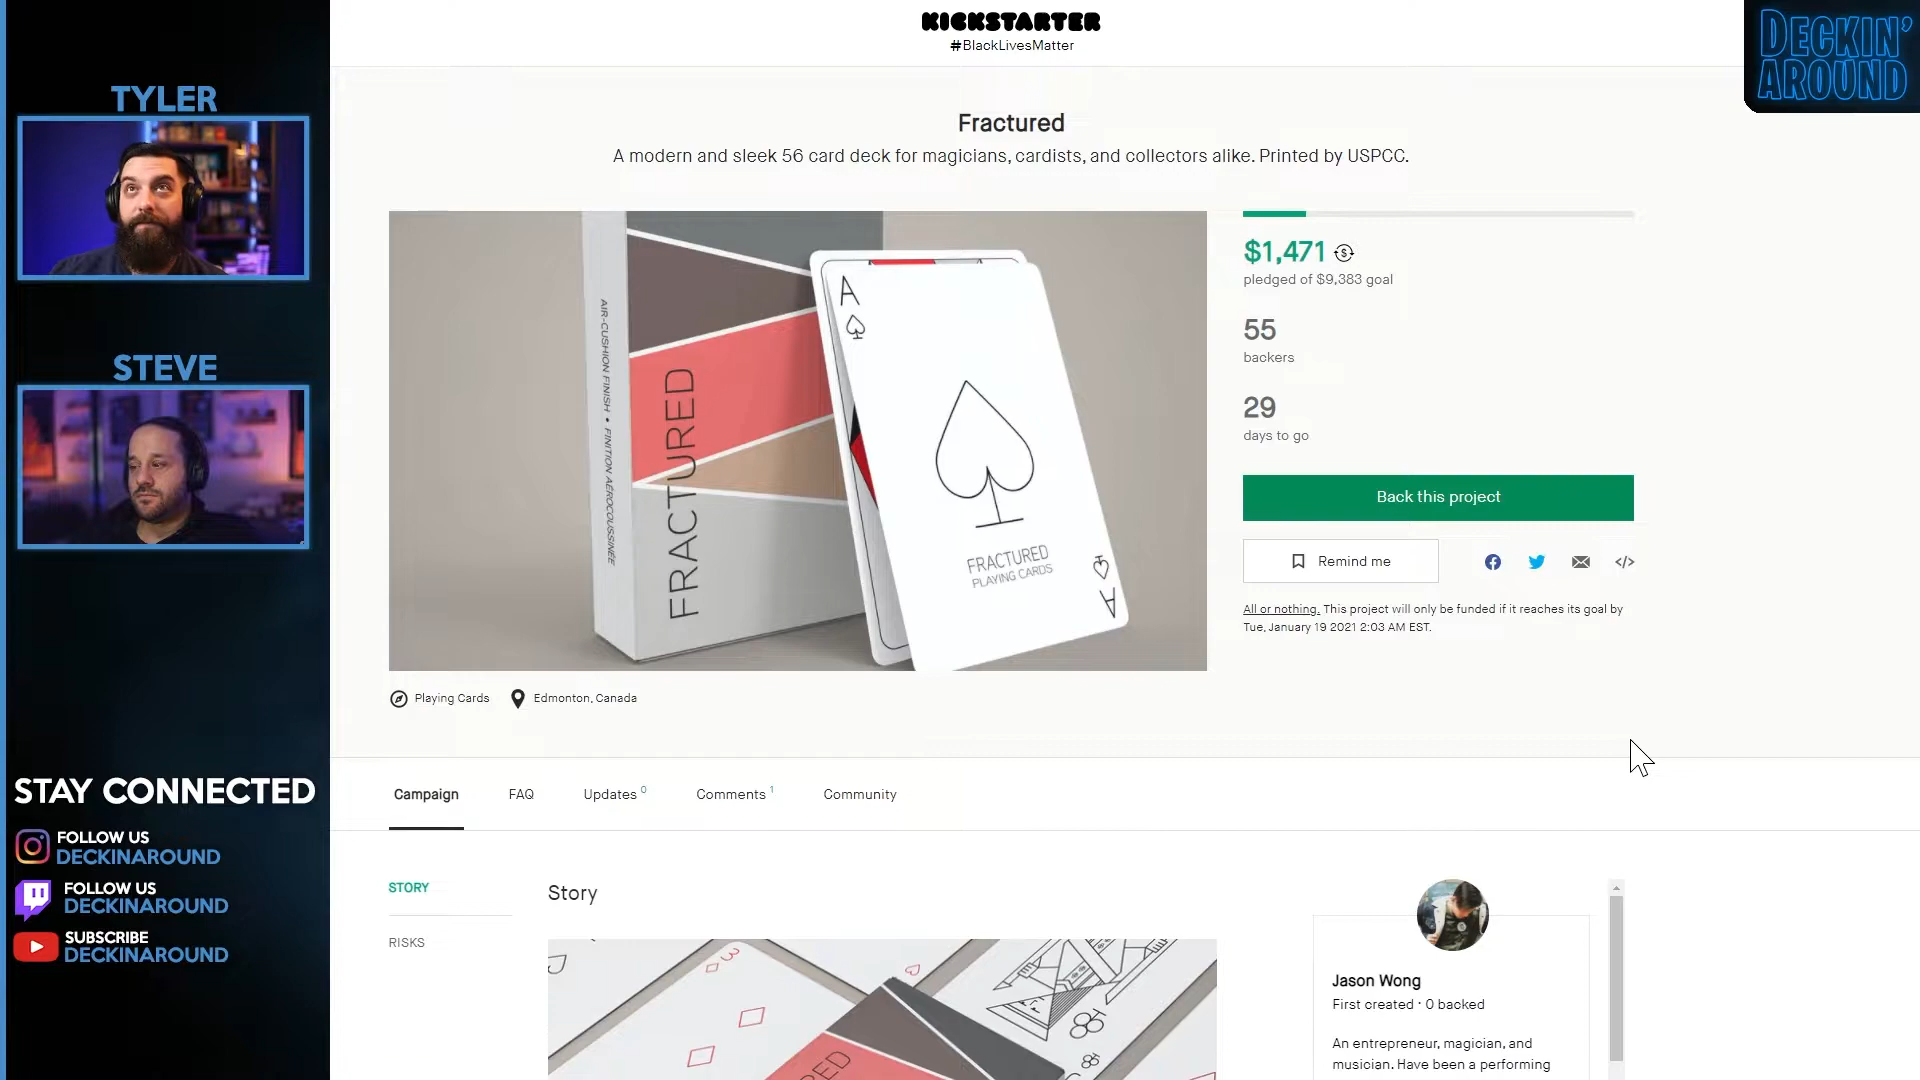 TYLER
STEVE
STAY CONNECTED
FOLLOW US
DECKINAROUND
FOLLOW US
DECKINAROUND
SUBSCRIBE
DECKINAROUND
KICKSTARTER
#BlackLivesMatter
DECKIN'
AROUND
Fractured
A modern and sleek 56 card deck for magicians, cardists, and collectors alike. Printed by USPCC.
AIR-CUSHION FINISH • FINITION AÉROCOUSSINÉE
FRACTURED
A
FRACTURED
PLAYING CARDS
A
$1,471
pledged of $9,383 goal
55
backers
29
days to go
Back this project
Remind me
All or nothing. This project will only be funded if it reaches its goal by
Tue, January 19 2021 2:03 AM EST.
Playing Cards
Edmonton, Canada
Campaign
FAQ
Updates 0
Comments 1
Community
STORY
RISKS
Story
3
Jason Wong
First created · 0 backed
An entrepreneur, magician, and
musician. Have been a performing